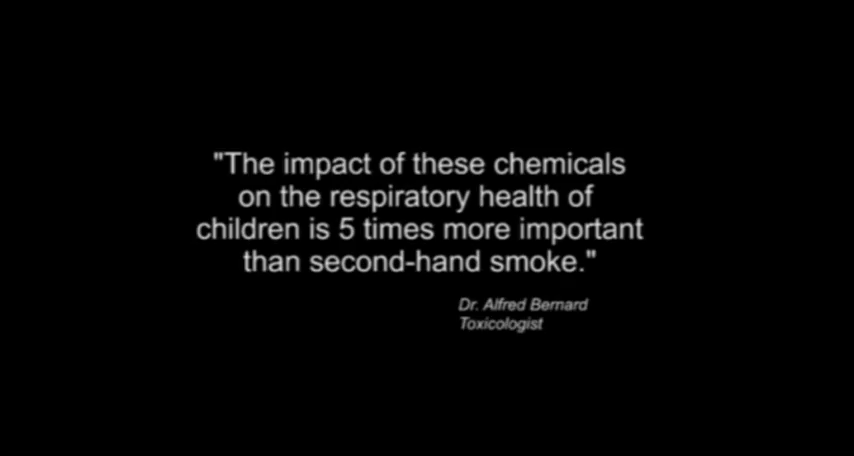 "The impact of these chemicals
on the respiratory health of
children is 5 times more important
than second-hand smoke."
Dr. Alfred Bernard
Toxicologist